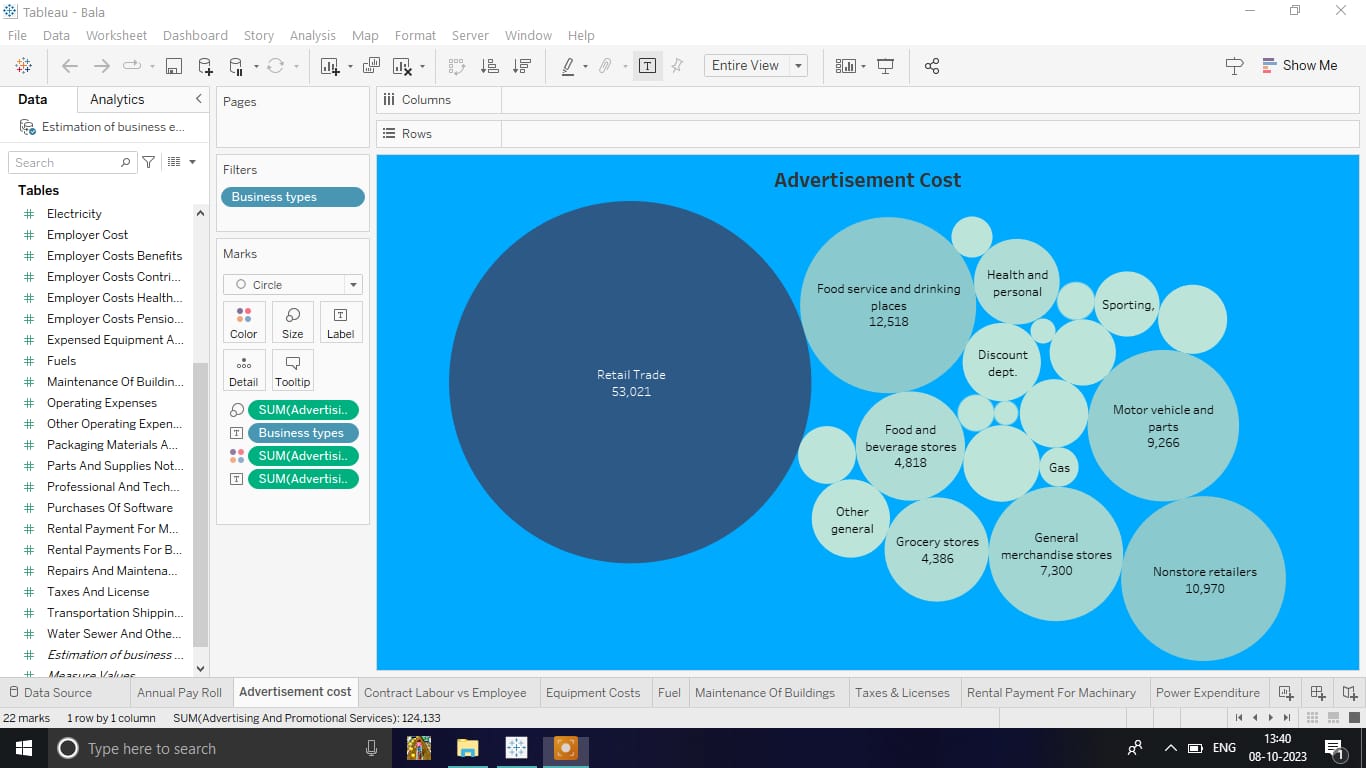 Tableau - Bala
File Data Worksheet Dashboard Story Analysis Map Format Server Window Help
Entire View
Show Me
Data Analytics
Estimation of business e...
Search
Tables
Electricity
Employer Cost
Employer Costs Benefits
Employer Costs Contri...
Employer Costs Health...
Employer Costs Pensio...
Expensed Equipment A...
Fuels
Maintenance Of Buildin...
Operating Expenses
Other Operating Expen...
Packaging Materials A...
Parts And Supplies Not...
Professional And Tech...
Purchases Of Software
Rental Payment For M...
Rental Payments For B...
Repairs And Maintena...
Taxes And License
Transportation Shippin...
Water Sewer And Othe...
Estimation of business ...
Measure Values
Pages
Filters
Business types
Marks
Circle
Color Size Label
Detail Tooltip
SUM(Advertisi..
Business types
SUM(Advertisi..
SUM(Advertisi..
Columns
Rows
Advertisement Cost
Retail Trade
53,021
Food service and drinking
places
12,518
Health and
personal
Sporting,
Discount
dept.
Motor vehicle and
parts
9,266
Food and
beverage stores
4,818
Gas
Other
general
Grocery stores
4,386
General
merchandise stores
7,300
Nonstore retailers
10,970
Data Source Annual Pay Roll Advertisement cost Contract Labour vs Employee Equipment Costs Fuel Maintenance Of Buildings Taxes & Licenses Rental Payment For Machinary Power Expenditure
22 marks 1 row by 1 column SUM(Advertising And Promotional Services): 124,133
Type here to search
ENG
13:40
08-10-2023
1